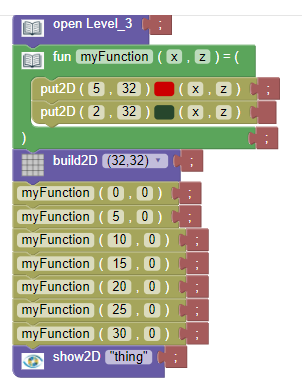 open Level_3 ;
fun myFunction ( x , z ) = (
put2D ( 5 , 32 ) ( x , z ) ;
put2D ( 2 , 32 ) ( x , z ) ;
) ;
build2D (32,32) ▾ ;
myFunction ( 0 , 0 ) ;
myFunction ( 5 , 0 ) ;
myFunction ( 10 , 0 ) ;
myFunction ( 15 , 0 ) ;
myFunction ( 20 , 0 ) ;
myFunction ( 25 , 0 ) ;
myFunction ( 30 , 0 ) ;
show2D "thing" ;